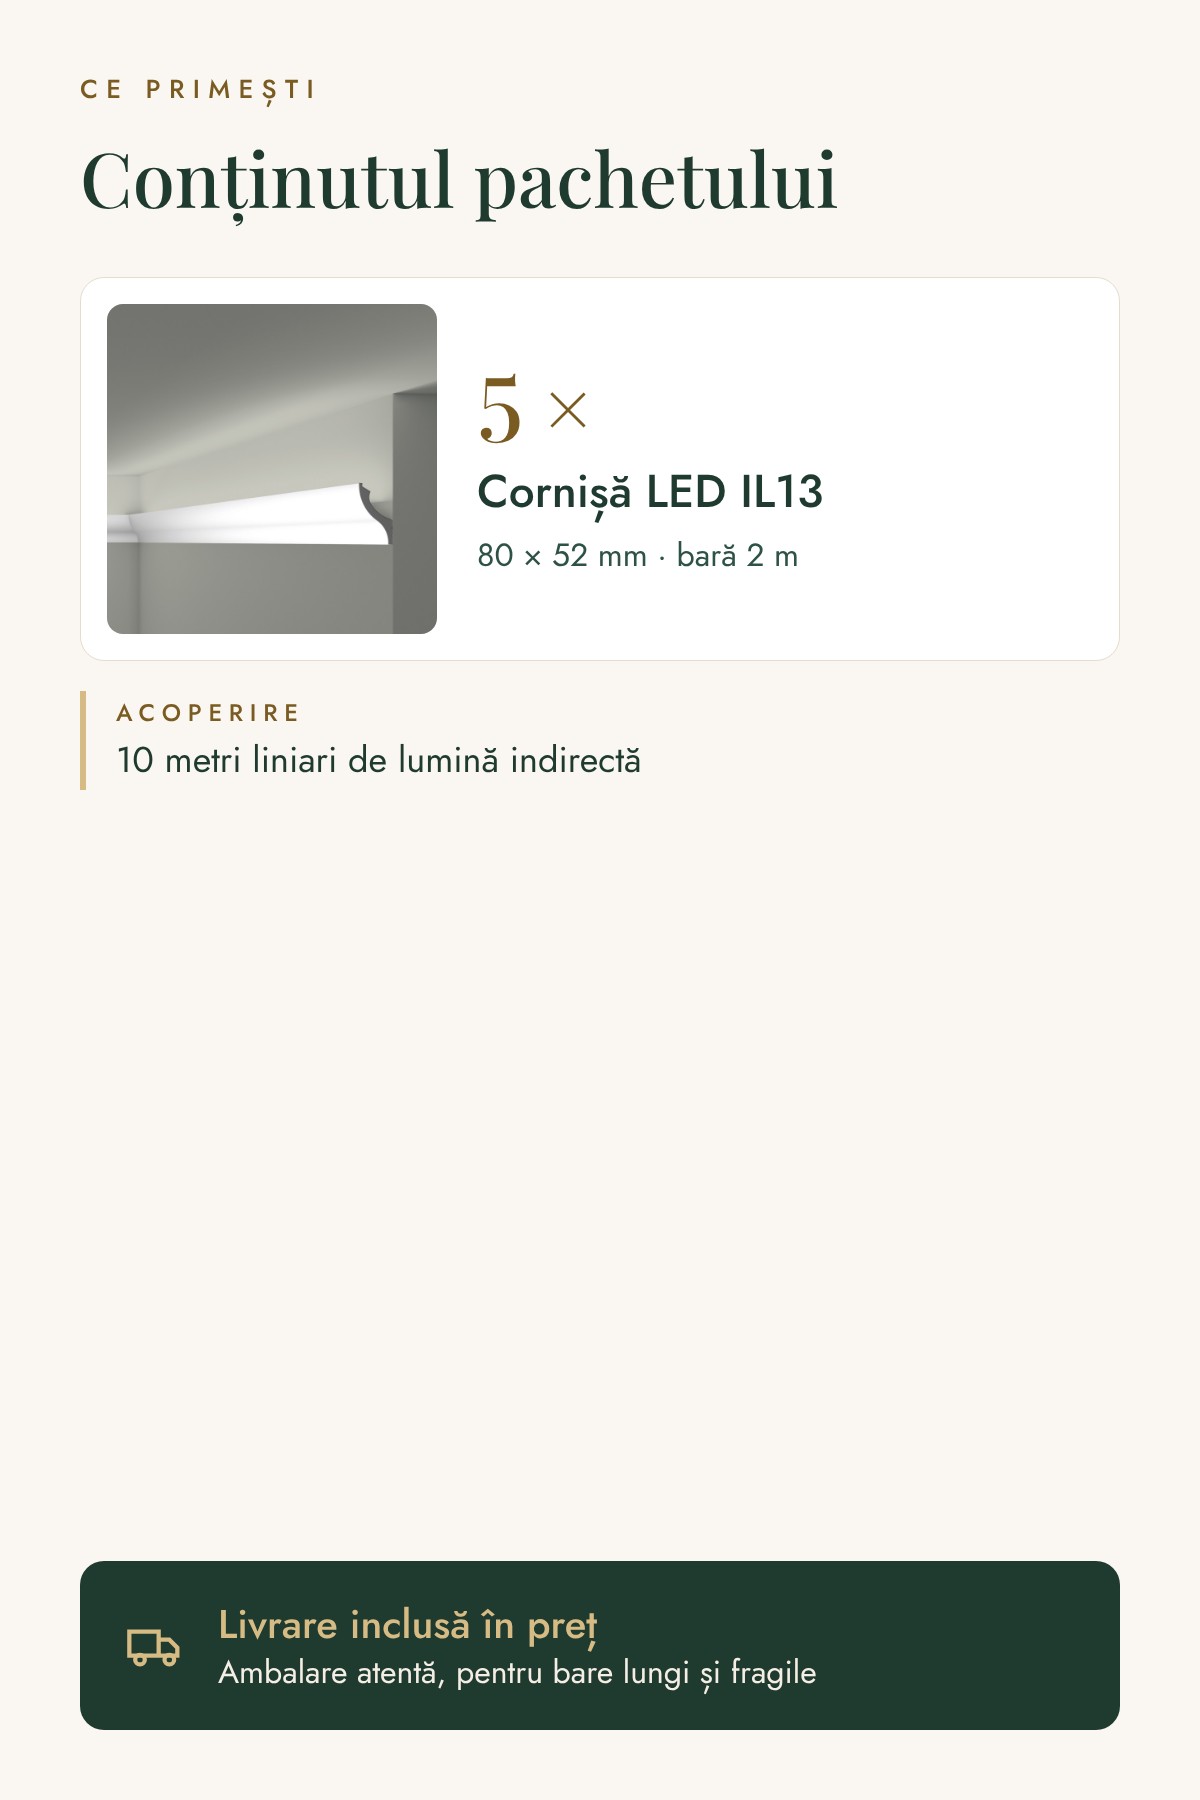 CE PRIMEȘTI
Conținutul pachetului
5 ×
Cornișă LED IL13
80 × 52 mm · bară 2 m
ACOPERIRE
10 metri liniari de lumină indirectă
Livrare inclusă în preț
Ambalare atentă, pentru bare lungi și fragile